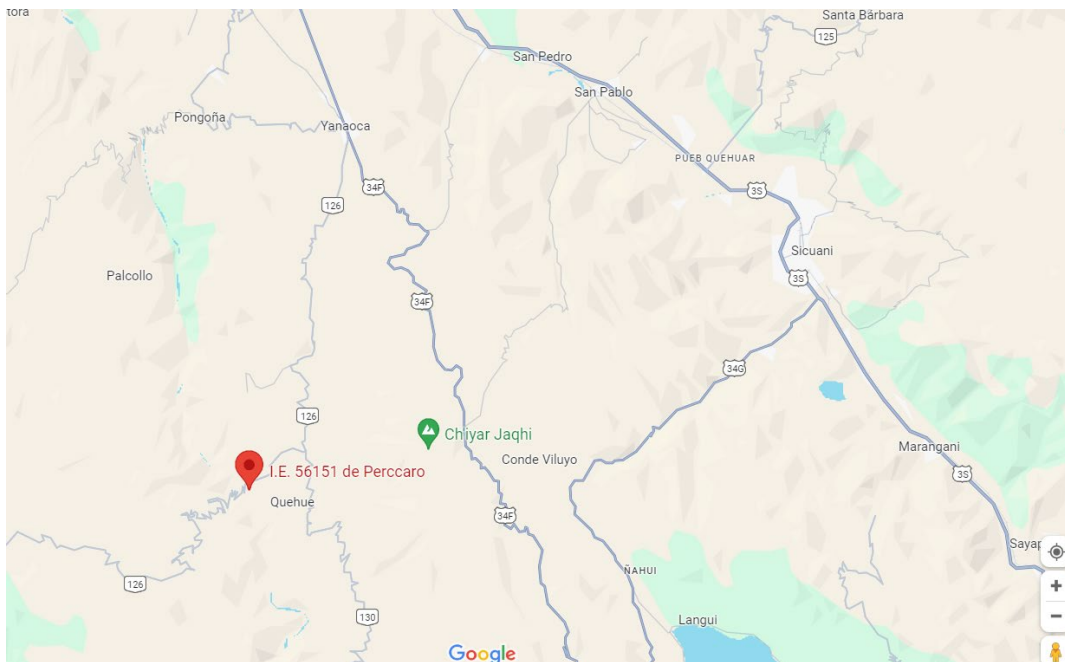 tora
Santa Bárbara
125
San Pedro
San Pablo
Pongoña
Yanaoca
PUEB QUEHUAR
34F
3S
126
Sicuani
Palcollo
3S
34F
34G
126
Chiyar Jaqhi
Marangani
Conde Viluyo
I.E. 56151 de Perccaro
3S
Quehue
34F
Sayap
ÑAHUI
126
130
Langui
Google